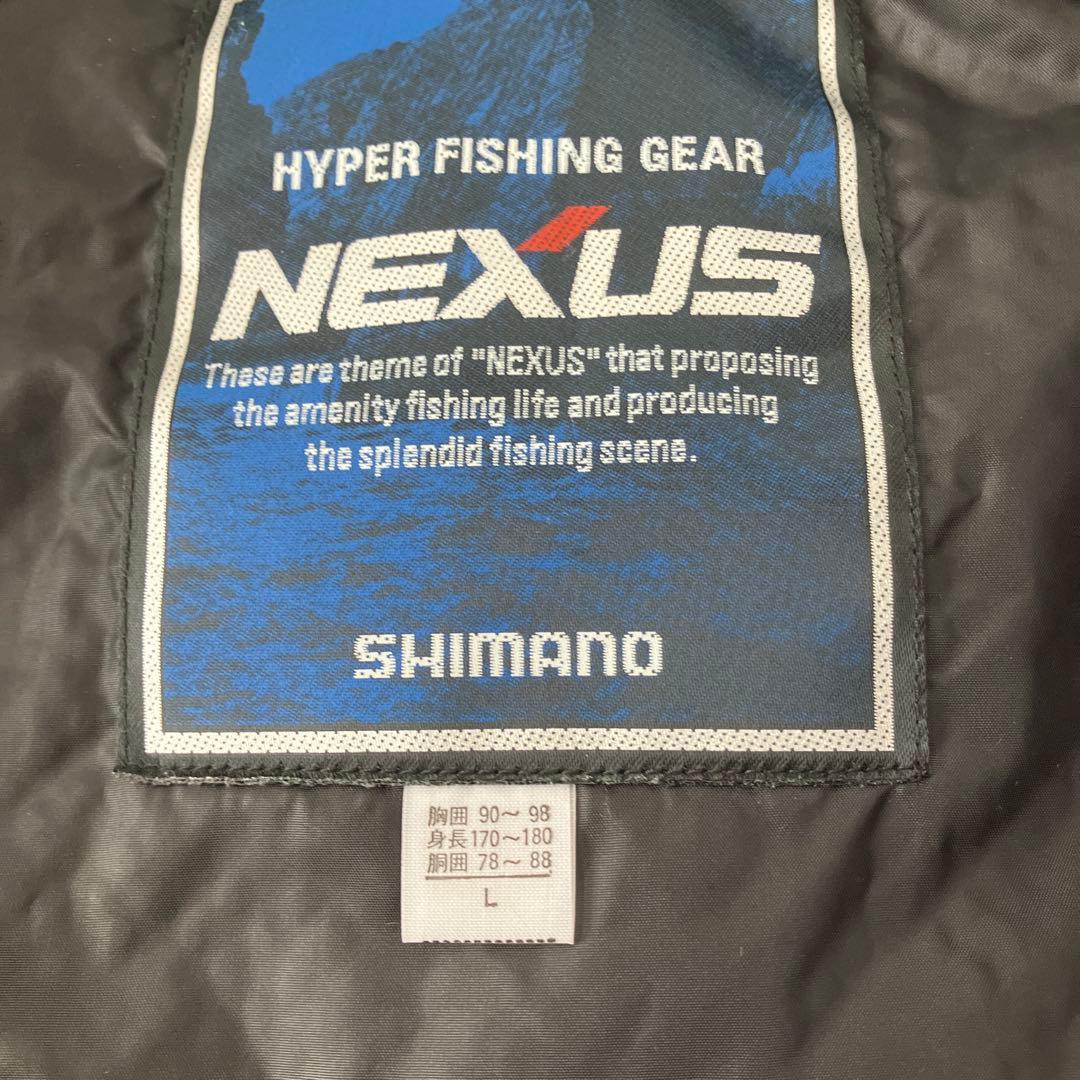 HYPER FISHING GEAR
NEXUS
These are theme of "NEXUS" that proposing
the amenity fishing life and producing
the splendid fishing scene.
SHIMANO
胸囲 90～ 98
身長170～180
胴囲 78～ 88
L